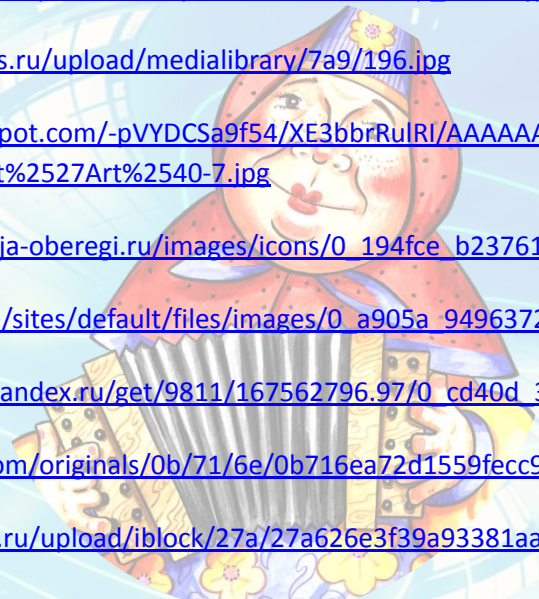 s.ru/upload/medialibrary/7a9/196.jpg
pot.com/-pVYDCSa9f54/XE3bbrRulRI/AAAAAA
t%2527Art%2540-7.jpg
ja-oberegi.ru/images/icons/0_194fce_b23761
/sites/default/files/images/0_a905a_9496372
andex.ru/get/9811/167562796.97/0_cd40d_3
om/originals/0b/71/6e/0b716ea72d1559fecc9
.ru/upload/iblock/27a/27a626e3f39a93381aa